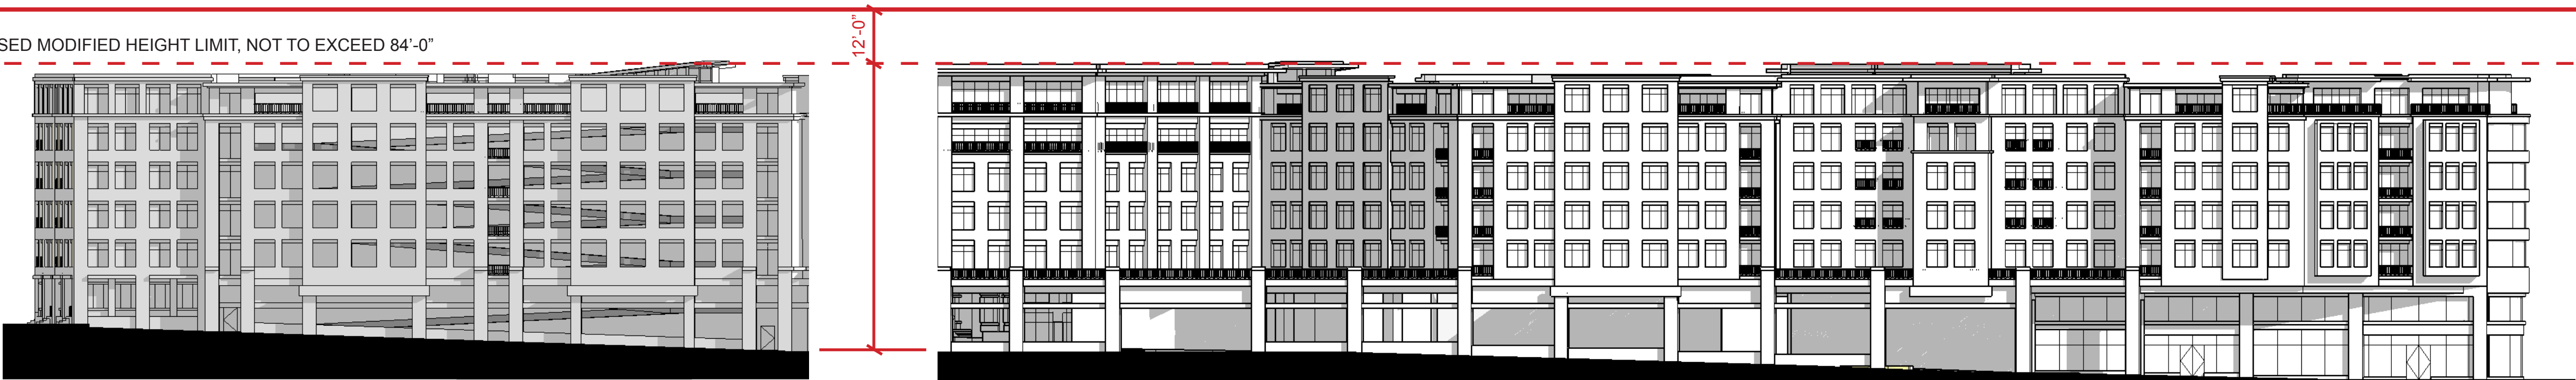 SED MODIFIED HEIGHT LIMIT, NOT TO EXCEED 84'-0"
12'-0"